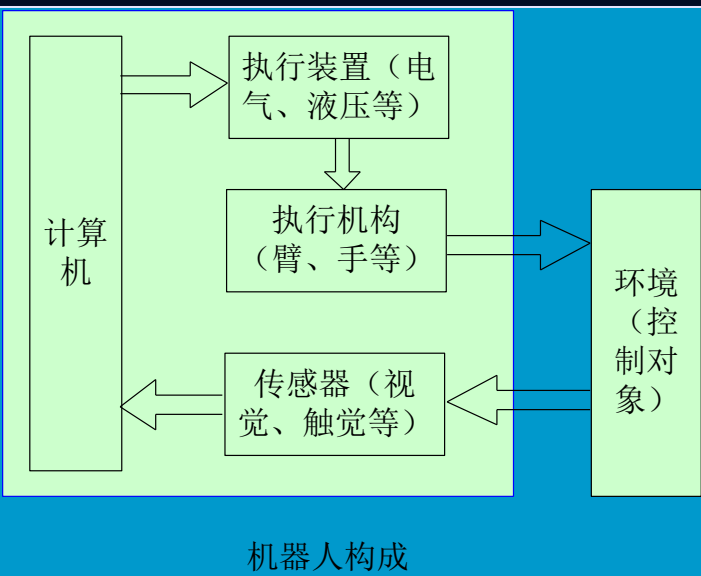 执行装置（电
气、液压等）
执行机构
（臂、手等）
计算
机
环境
（控
制对
象）
传感器（视
觉、触觉等）
机器人构成